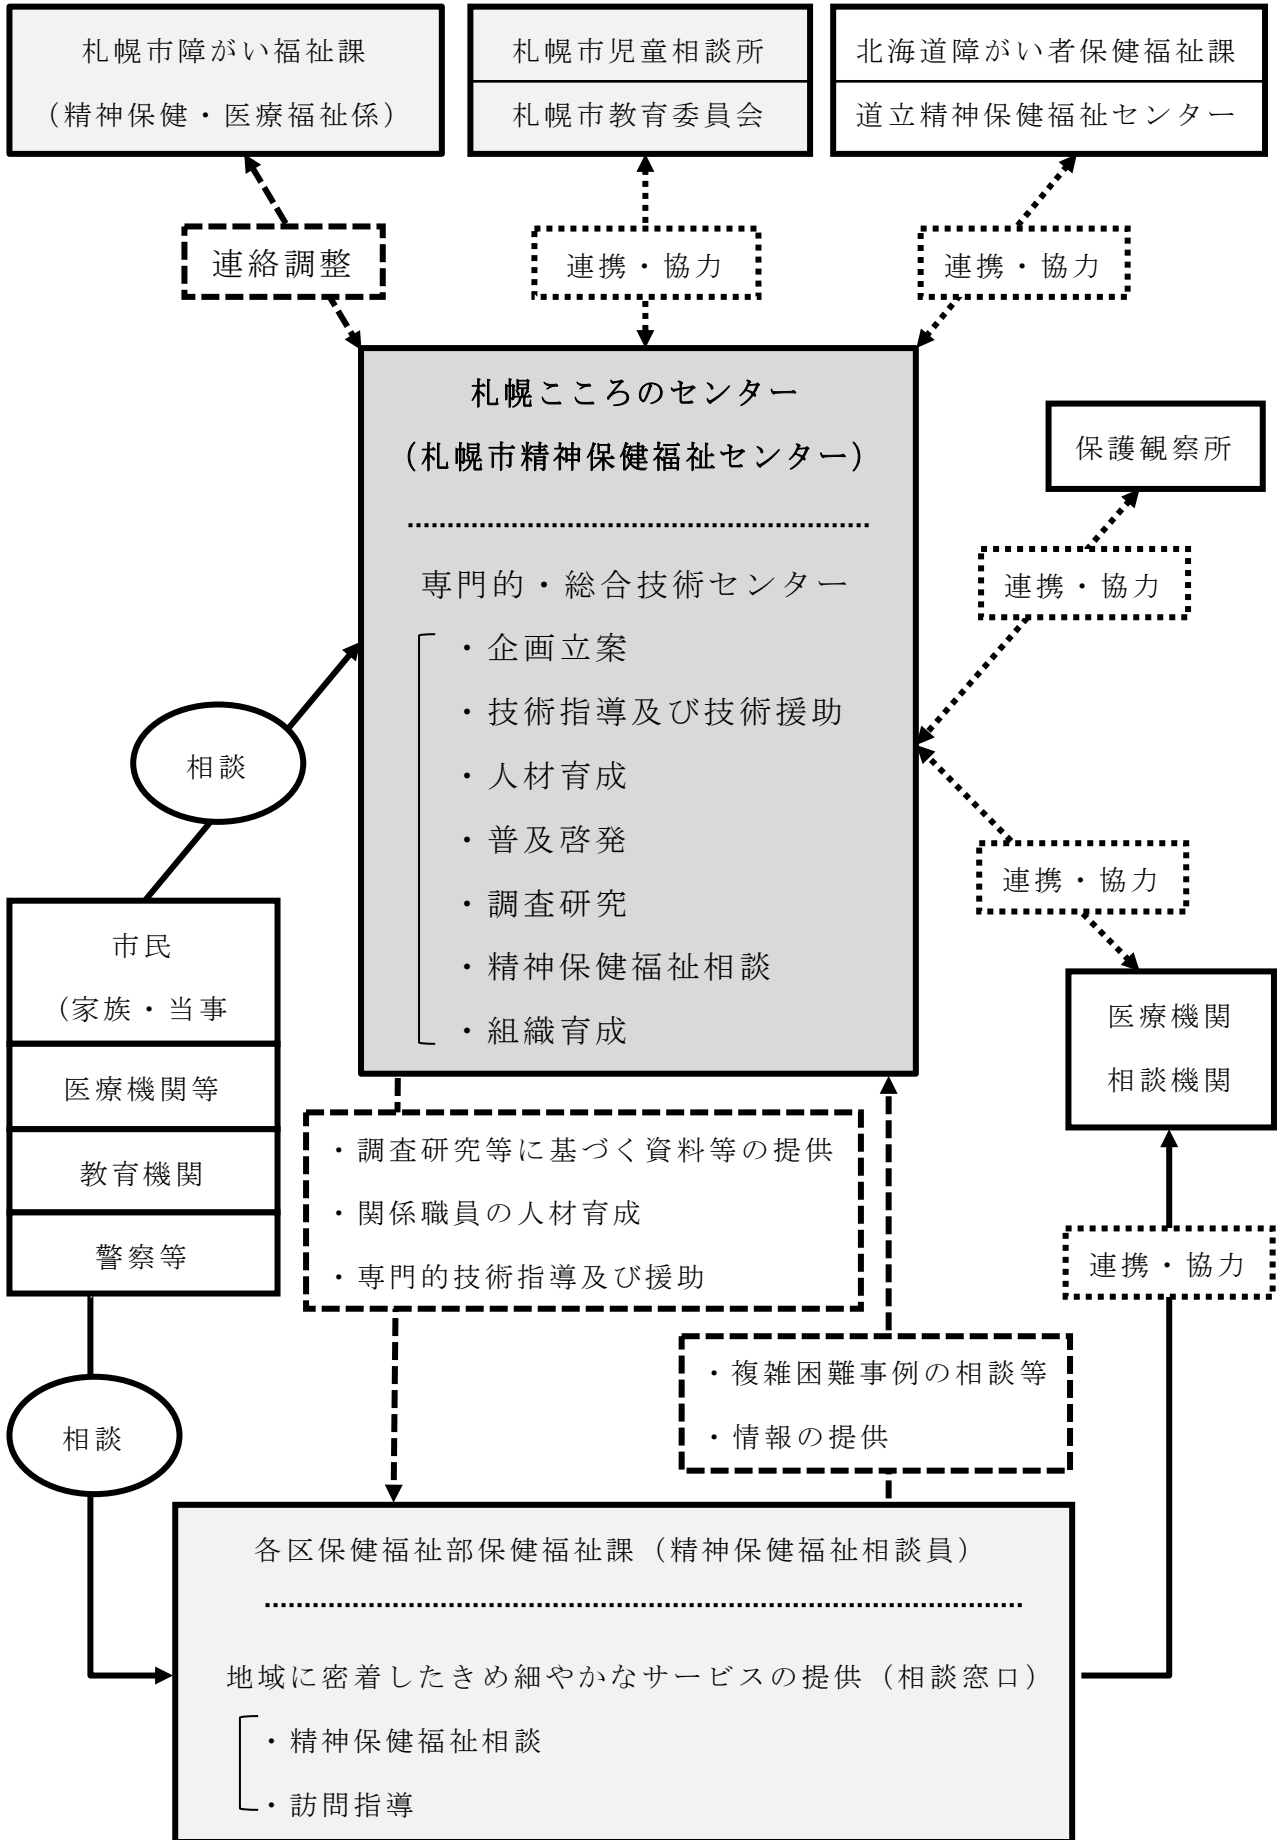 札幌市障がい福祉課
（精神保健・医療福祉係）
札幌市児童相談所
札幌市教育委員会
北海道障がい者保健福祉課
道立精神保健福祉センター
連絡調整
連携・協力
連携・協力
札幌こころのセンター
（札幌市精神保健福祉センター）
専門的・総合技術センター
・企画立案
・技術指導及び技術援助
・人材育成
・普及啓発
・調査研究
・精神保健福祉相談
・組織育成
保護観察所
連携・協力
連携・協力
医療機関
相談機関
相談
市民
（家族・当事
医療機関等
教育機関
警察等
・調査研究等に基づく資料等の提供
・関係職員の人材育成
・専門的技術指導及び援助
連携・協力
・複雑困難事例の相談等
・情報の提供
相談
各区保健福祉部保健福祉課（精神保健福祉相談員）
地域に密着したきめ細やかなサービスの提供（相談窓口）
・精神保健福祉相談
・訪問指導